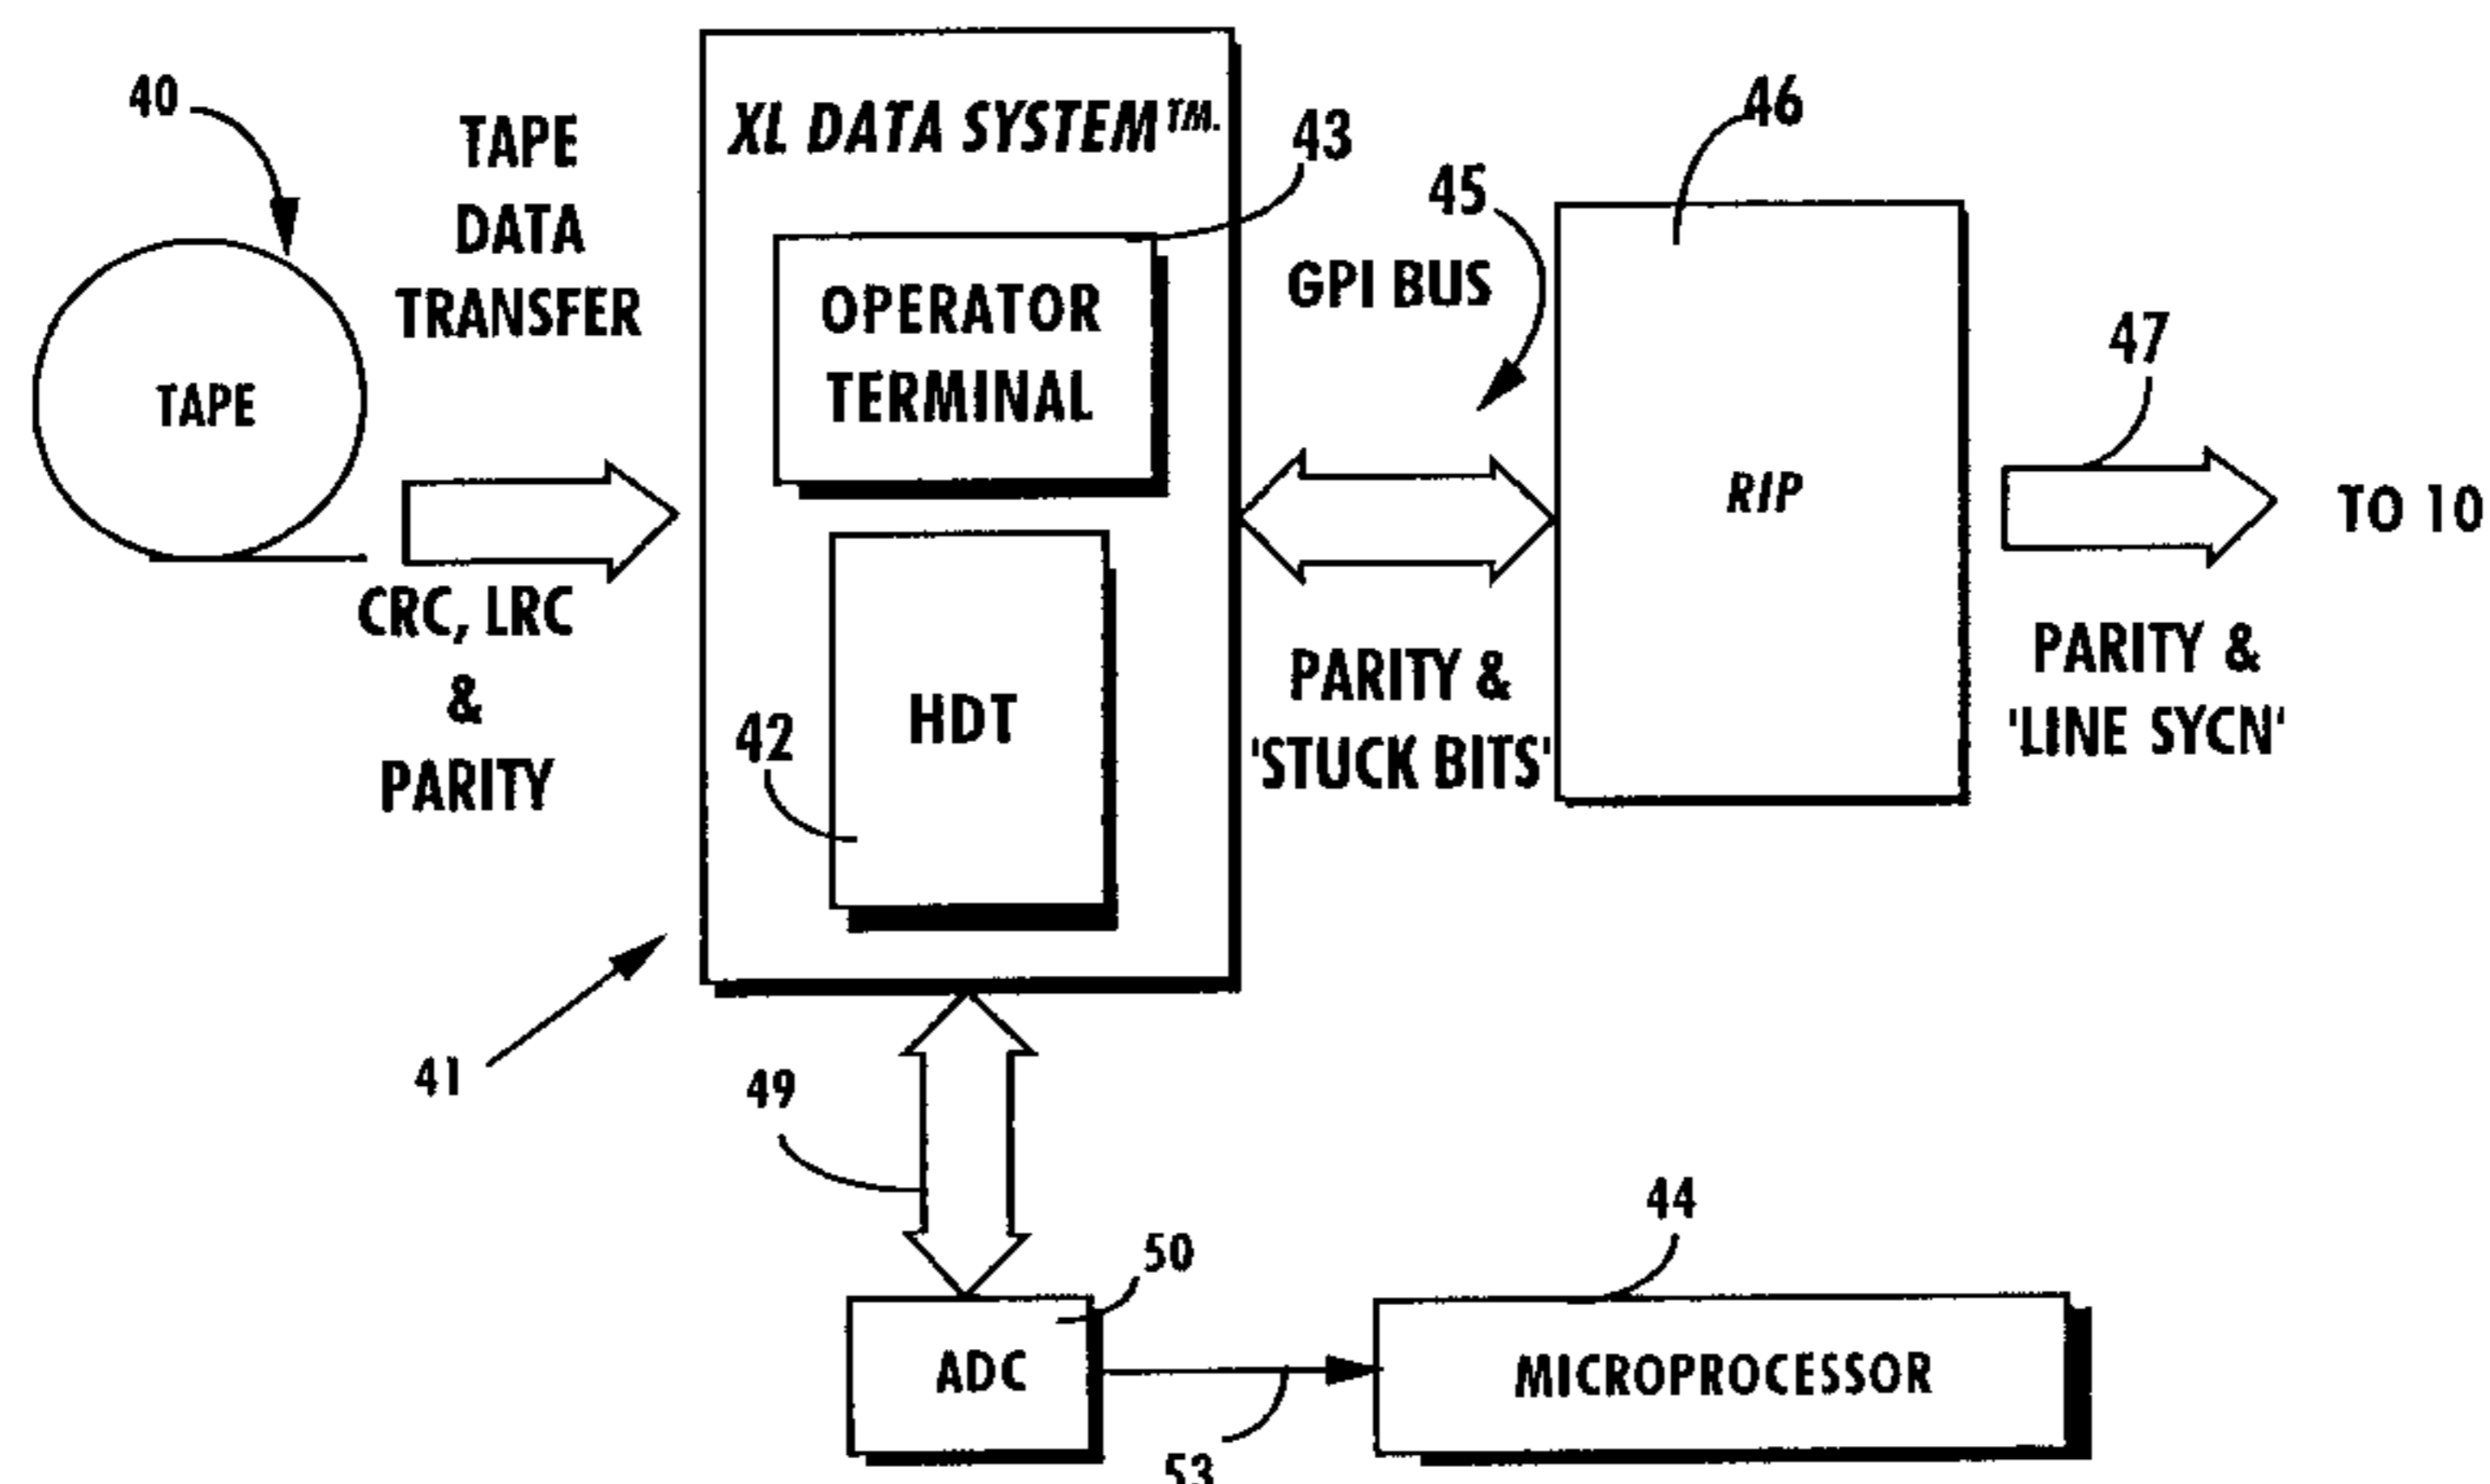 40
TAPE
DATA
TRANSFER
TAPE
CRC, LRC
&
PARITY
XL DATA SYSTEM™.
43
OPERATOR
TERMINAL
HDT
42
41
45
GPI BUS
PARITY &
'STUCK BITS'
46
RIP
47
TO 10
PARITY &
'LINE SYCN'
49
50
ADC
53
44
MICROPROCESSOR